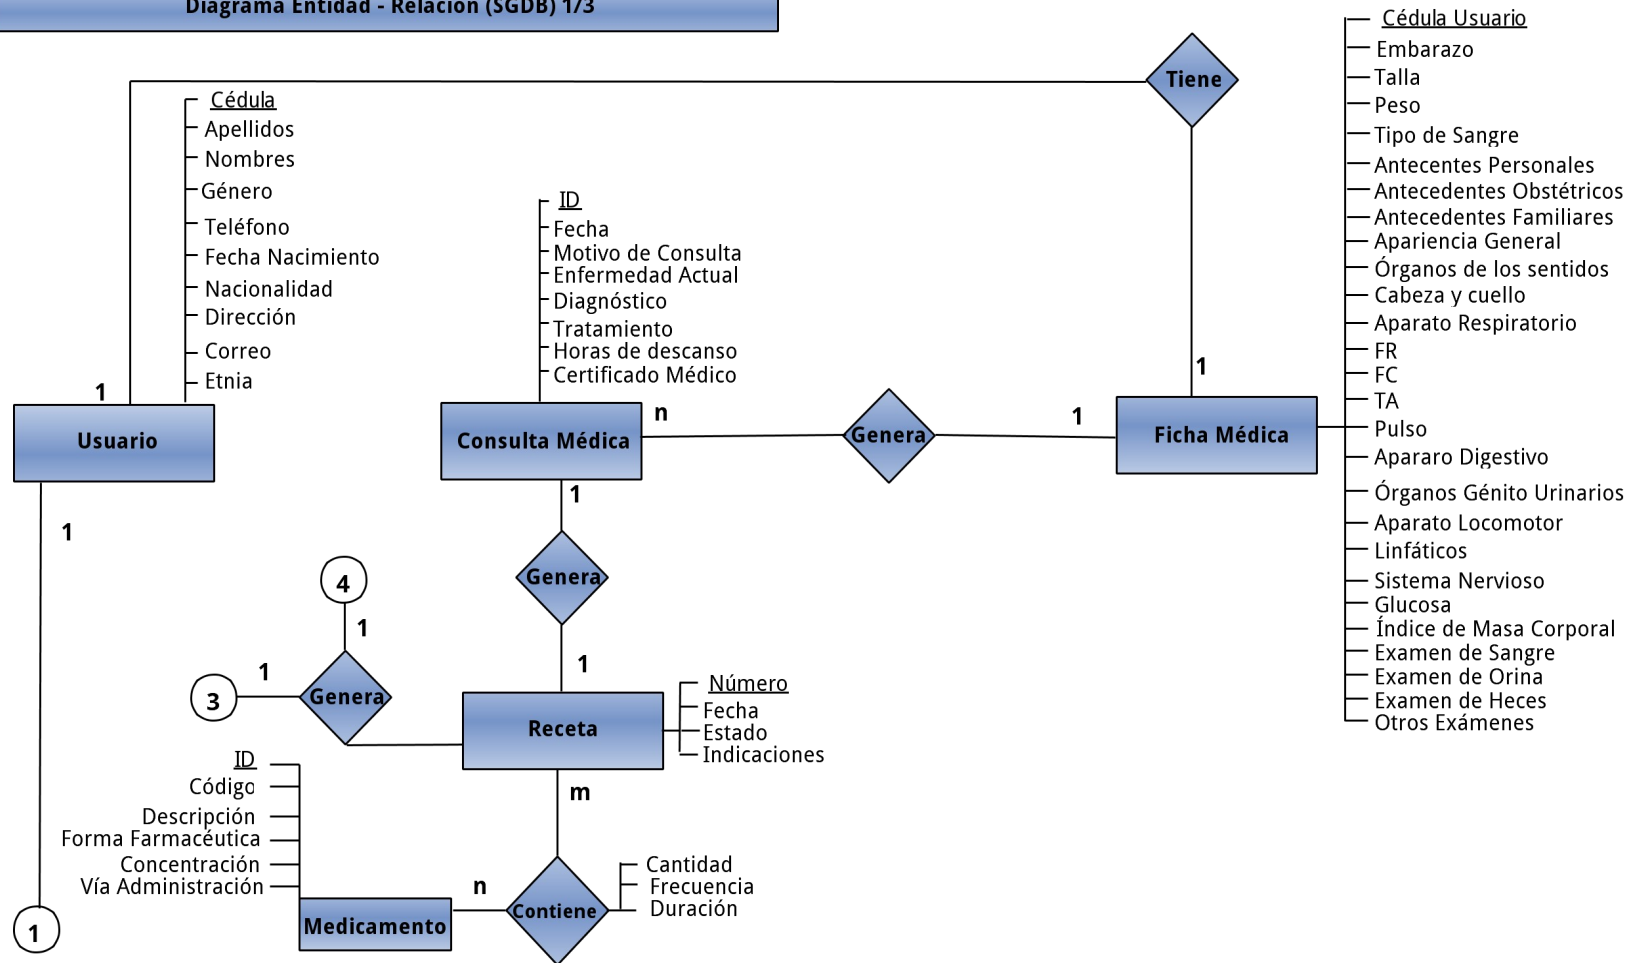 Diagrama Entidad - Relación (SGDB) 1/3
Tiene
1
1
Cédula
Apellidos
Nombres
Género
Teléfono
Fecha Nacimiento
Nacionalidad
Dirección
Correo
Etnia
Usuario
1
1
ID
Fecha
Motivo de Consulta
Enfermedad Actual
Diagnóstico
Tratamiento
Horas de descanso
Certificado Médico
Consulta Médica
n
Genera
1
Ficha Médica
Cédula Usuario
Embarazo
Talla
Peso
Tipo de Sangre
Antecentes Personales
Antecedentes Obstétricos
Antecedentes Familiares
Apariencia General
Órganos de los sentidos
Cabeza y cuello
Aparato Respiratorio
FR
FC
TA
Pulso
Apararo Digestivo
Órganos Génito Urinarios
Aparato Locomotor
Linfáticos
Sistema Nervioso
Glucosa
Índice de Masa Corporal
Examen de Sangre
Examen de Orina
Examen de Heces
Otros Exámenes
1
Genera
1
4
1
3
1
Genera
Receta
Número
Fecha
Estado
Indicaciones
m
ID
Código
Descripción
Forma Farmacéutica
Concentración
Vía Administración
Medicamento
n
Contiene
Cantidad
Frecuencia
Duración